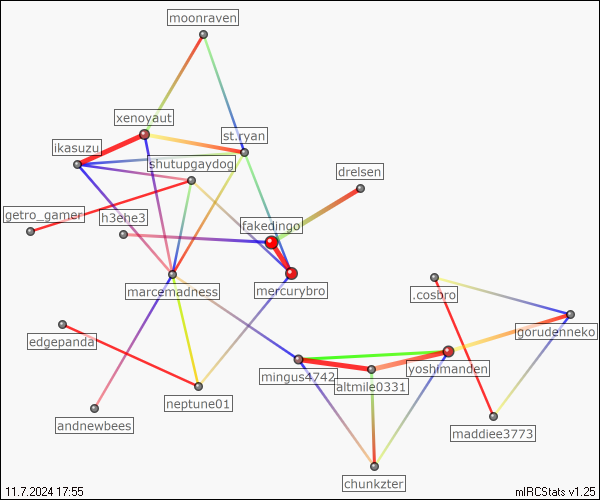 moonraven
xenoyaut
st.ryan
ikasuzu
shutupgaydog
drelsen
getro_gamer
h3ehe3
fakedingo
marcemadness
mercurybro
.cosbro
gorudenneko
edgepanda
mingus4742
altmile0331
yoshimanden
neptune01
andnewbees
maddiee3773
chunkzter
11.7.2024 17:55
mIRCStats v1.25